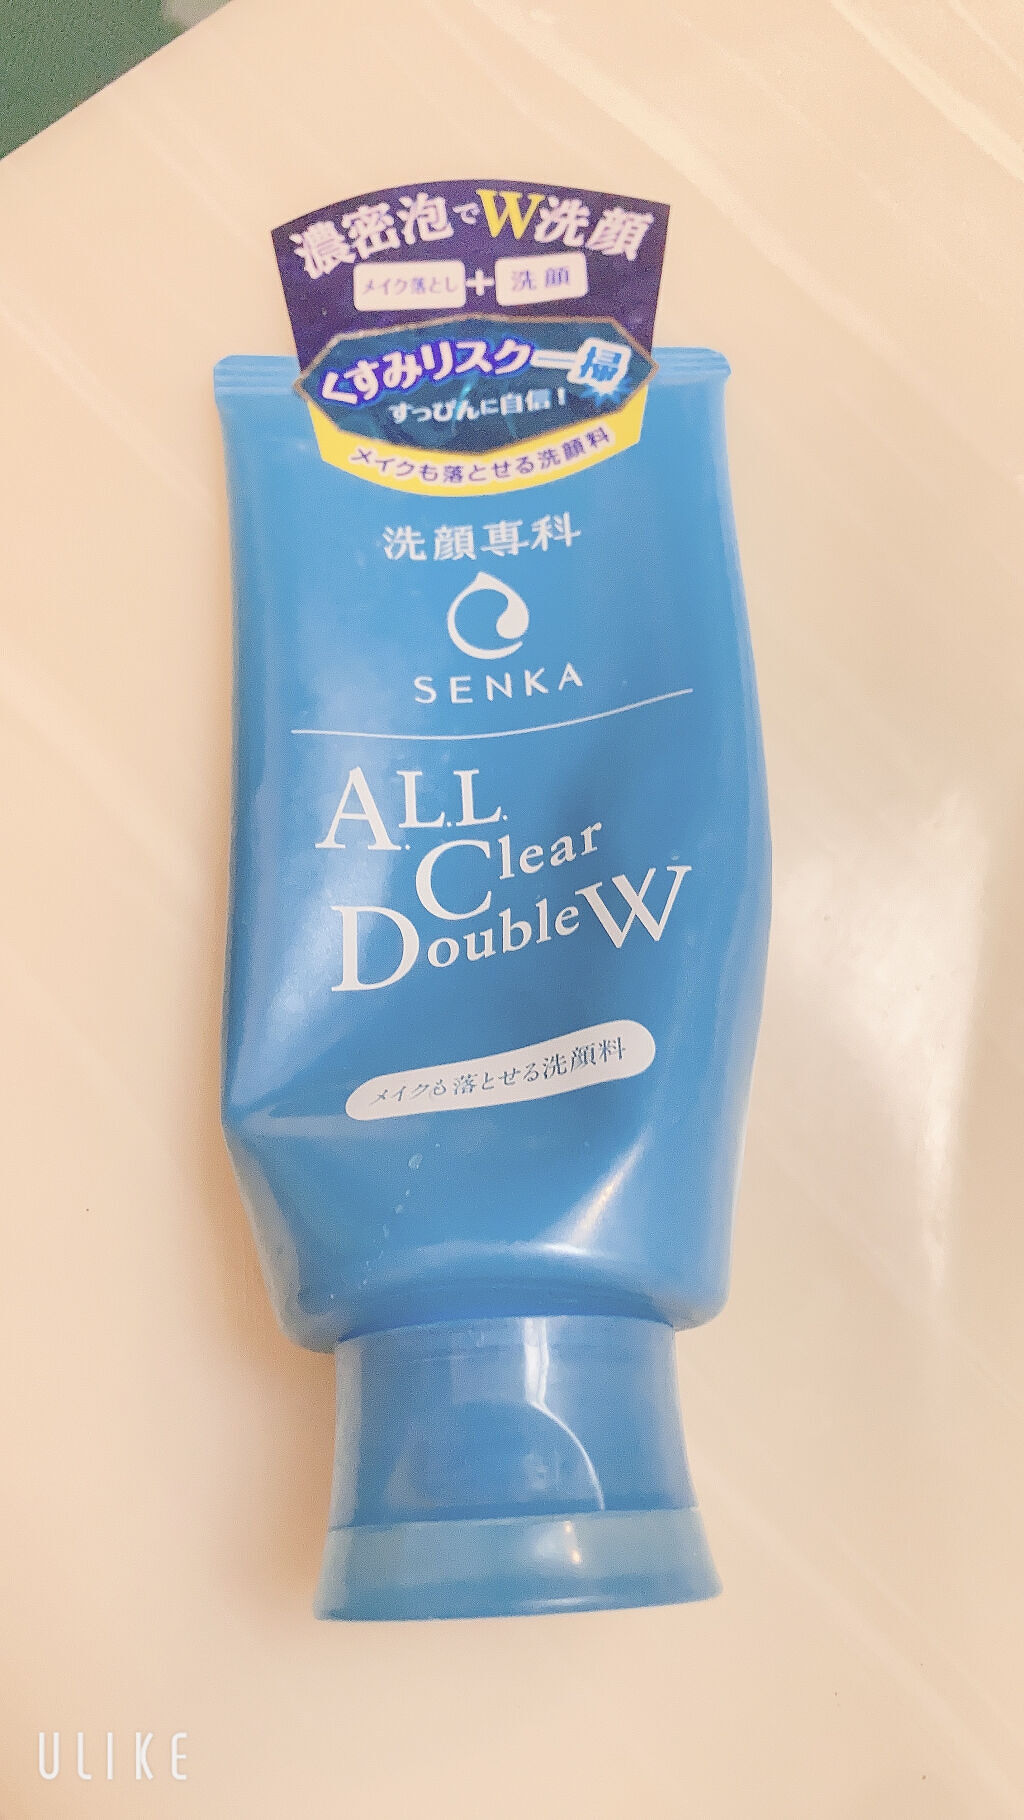 濃密泡でW洗顔
メイク落とし+洗顔
くすみリスク一掃
すっぴんに自信！
メイクも落とせる洗顔料
洗顔専科
SENKA
A.L.L.
Clear
Double W
メイクも落とせる洗顔料
ULIKE